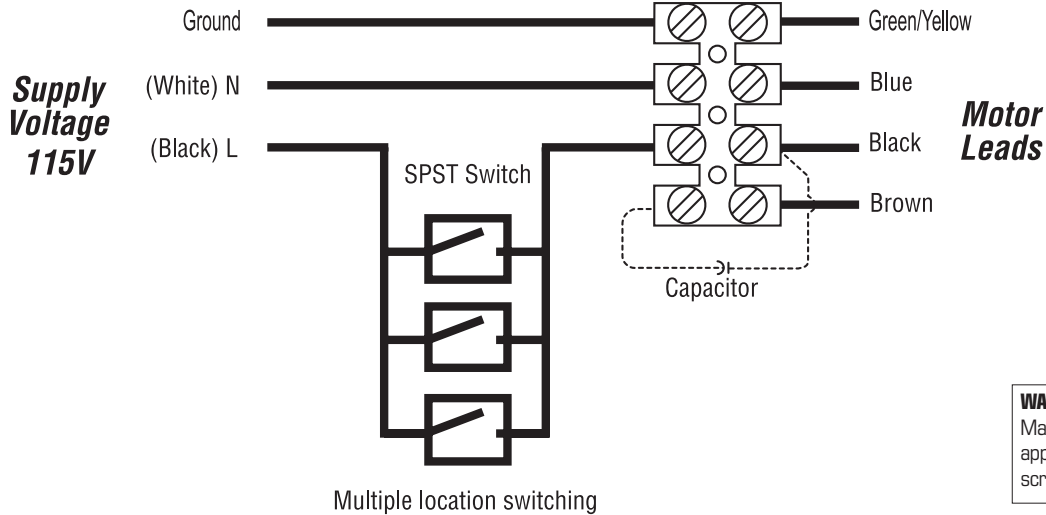 Ground
Green/Yellow
Supply
Voltage
115V
(White) N
Blue
Motor
Leads
(Black) L
Black
SPST Switch
Brown
Capacitor
Multiple location switching